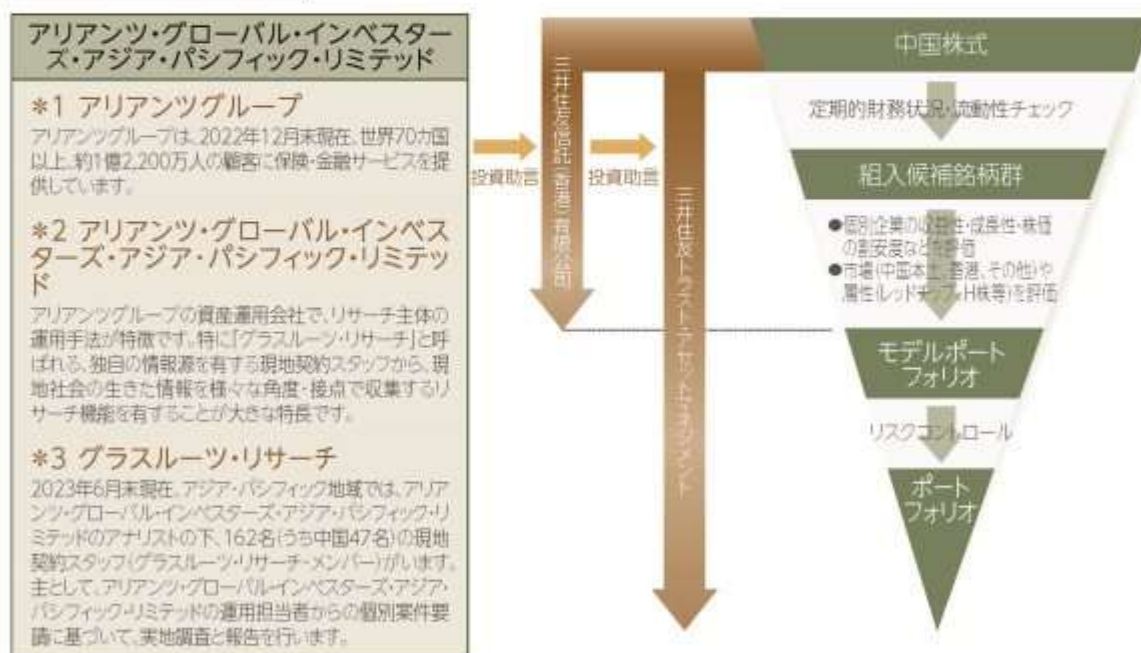 アリアンツ・グローバル・インベスター
ズ・アジア・パシフィック・リミテッド
*1 アリアンツグループ
アリアンツグループは、2022年12月末現在、世界70カ国
以上、約1億2,200万人の顧客に保険・金融サービスを提
供しています。
*2 アリアンツ・グローバル・インベス
ターズ・アジア・パシフィック・リミテッ
ド
アリアンツグループの資産運用会社で、リサーチ主体の
運用手法が特徴です。特に「グラスルーツ・リサーチ」と呼
ばれる、独自の情報源を有する現地契約スタッフから、現
地社会の生きた情報を様々な角度・接点で収集するリ
サーチ機能を有することが大きな特長です。
*3 グラスルーツ・リサーチ
2023年6月末現在、アジア・パシフィック地域では、アリア
ンツ・グローバル・インベスターズ・アジア・パシフィック・リ
ミテッドのアナリストの下、162名(うち中国47名)の現地
契約スタッフ(グラスルーツ・リサーチ・メンバー)がいます。
主として、アリアンツ・グローバル・インベスターズ・アジア・
パシフィック・リミテッドの運用担当者からの個別案件要
請に基づいて、実地調査と報告を行います。
投資助言
三井住友信託(香港)有限公司
投資助言
三井住友トラスト・アセットマネジメント
中国株式
定期的財務状況・流動性チェック
組入候補銘柄群
●個別企業の収益性・成長性・株価
の割安度などを評価
●市場(中国本土、香港、その他)や
属性(レッドチップ、H株等)を評価
モデルポート
フォリオ
リスクコントロール
ポート
フォリオ